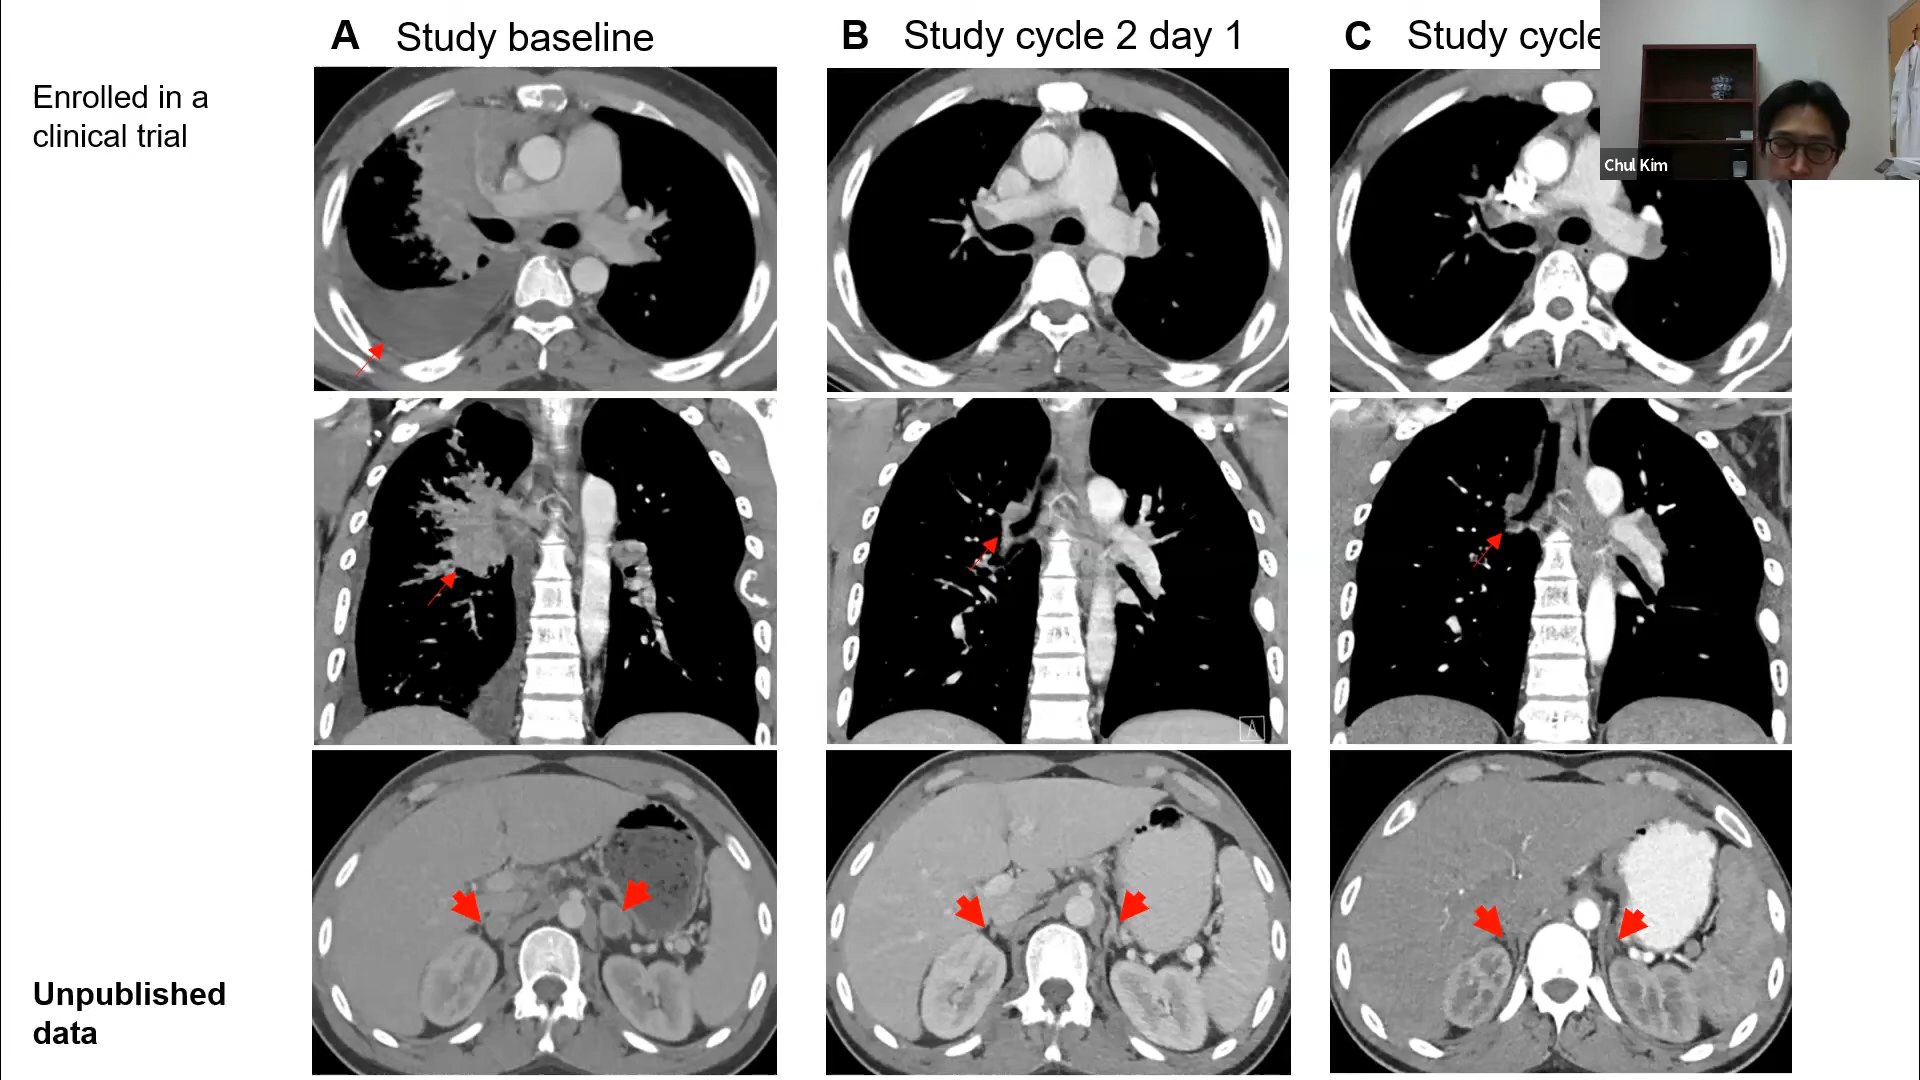 A Study baseline
B Study cycle 2 day 1
C Study cycle
Enrolled in a
clinical trial
Chul Kim
A
Unpublished
data